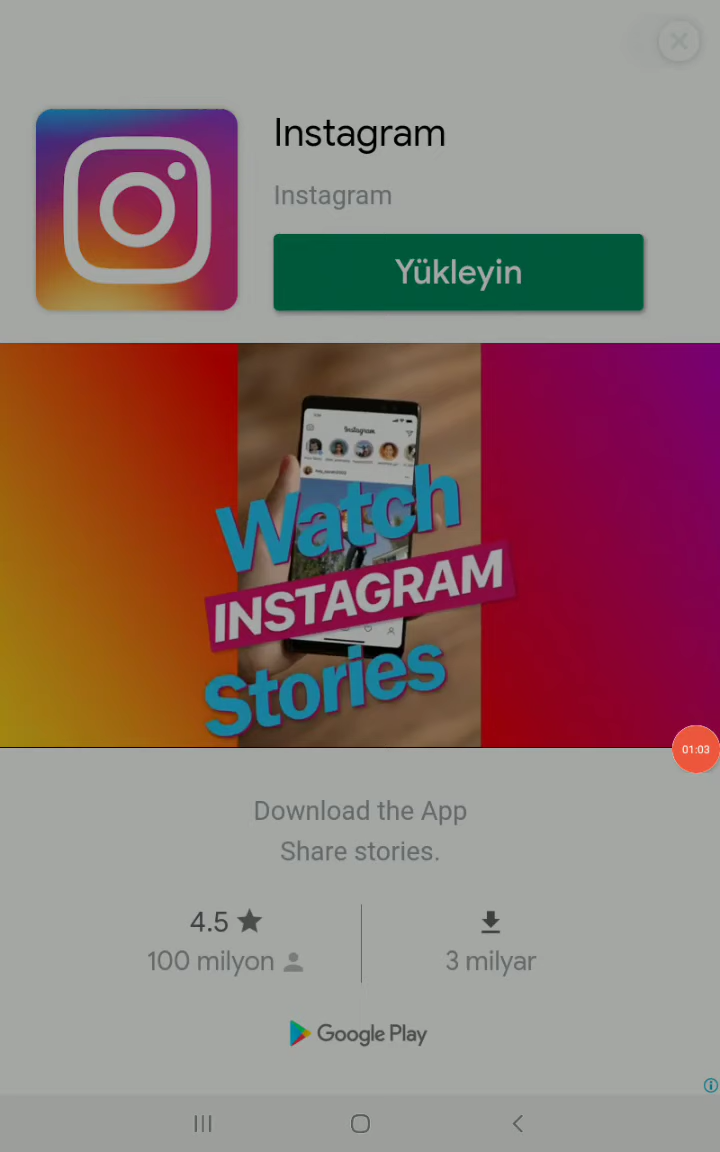 Instagram
Instagram
Yükleyin
Instagram
Watch
INSTAGRAM
Stories
01:03
Download the App
Share stories.
4.5
100 milyon
3 milyar
Google Play